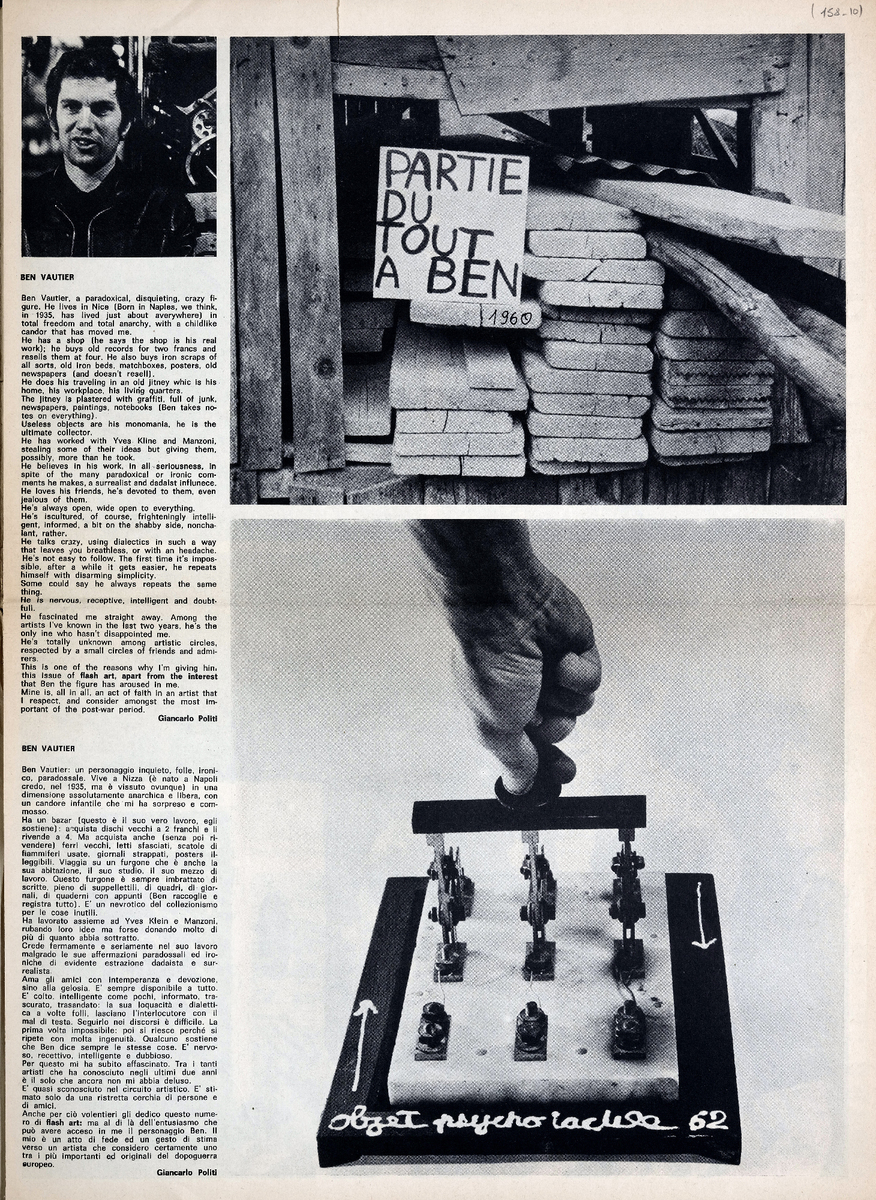 ( 158-10)
BEN VAUTIER
Ben Vautier, a paradoxical, disquieting, crazy fi-
gure. He lives in Nice (Born in Naples, we think,
in 1935, has lived just about averywhere) in
total freedom and total anarchy, with a childlike
candor that has moved me.
He has a shop (he says the shop is his real
work); he buys old records for two francs and
resells them at four. He also buys iron scraps of
all sorts, old iron beds, matchboxes, posters, old
newspapers (and doesn't resell).
He does his traveling in an old jitney whic is his
home, his workplace, his living quarters.
The jitney is plastered with graffiti, full of junk,
newspapers, paintings, notebooks (Ben takes no-
tes on everything).
Useless objects are his monomania, he is the
ultimate collector.
He has worked with Yves Kline and Manzoni,
stealing some of their ideas but giving them,
possibly, more than he took.
He believes in his work, in all seriousness, in
spite of the many paradoxical or ironic com-
ments he makes, a surrealist and dadaist influnece.
He loves his friends, he's devoted to them, even
jealous of them.
He's always open, wide open to everything.
He's iscultured, of course, frighteningly intelli-
gent, informed, a bit on the shabby side, noncha-
lant, rather.
He talks crazy, using dialectics in such a way
that leaves you breathless, or with an headache.
He's not easy to follow. The first time it's impos-
sible, after a while it gets easier, he repeats
himself with disarming simplicity.
Some could say he always repeats the same
thing.
He is nervous, receptive, intelligent and doubt-
full.
He fascinated me straight away. Among the
artists I've known in the last two years, he's the
only ine who hasn't disappointed me.
He's totally unknown among artistic circles,
respected by a small circles of friends and admi-
rers.
This is one of the reasons why I'm giving him
this issue of flash art, apart from the interest
that Ben the figure has aroused in me.
Mine is, all in all, an act of faith in an artist that
I respect, and consider amongst the most im-
portant of the post-war period.
Giancarlo Politi
BEN VAUTIER
Ben Vautier: un personaggio inquieto, folle, ironi-
co, paradossale. Vive a Nizza (è nato a Napoli
credo, nel 1935, ma è vissuto ovunque) in una
dimensione assolutamente anarchica e libera, con
un candore infantile che mi ha sorpreso e com-
mosso.
Ha un bazar (questo è il suo vero lavoro, egli
sostiene): acquista dischi vecchi a 2 franchi e li
rivende a 4. Ma acquista anche (senza poi ri-
vendere) ferri vecchi, letti sfasciati, scatole di
fiammiferi usate, giornali strappati, posters il-
leggibili. Viaggia su un furgone che è anche la
sua abitazione, il suo studio, il suo mezzo di
lavoro. Questo furgone è sempre imbrattato di
scritte, pieno di suppellettili, di quadri, di gior-
nali, di quaderni con appunti (Ben raccoglie e
registra tutto). E' un nevrotico del collezionismo
per le cose inutili.
Ha lavorato assieme ad Yves Klein e Manzoni,
rubando loro idee ma forse donando molto di
più di quanto abbia sottratto.
Crede fermamente e seriamente nel suo lavoro
malgrado le sue affermazioni paradossali ed iro-
niche di evidente estrazione dadaista e sur-
realista.
Ama gli amici con intemperanza e devozione,
sino alla gelosia. E' sempre disponibile a tutto.
E' colto, intelligente come pochi, informato, tra-
scurato, trasandato: la sua loquacità e dialetti-
ca a volte folli, lasciano l'interlocutore con il
mal di testa. Seguirlo nei discorsi è difficile. La
prima volta impossibile: poi si riesce perché si
ripete con molta ingenuità. Qualcuno sostiene
che Ben dice sempre le stesse cose. E' nervo-
so, recettivo, intelligente e dubbioso.
Per questo mi ha subito affascinato. Tra i tanti
artisti che ha conosciuto negli ultimi due anni
è il solo che ancora non mi abbia deluso.
E' quasi sconosciuto nel circuito artistico. E' sti-
mato solo da una ristretta cerchia di persone e
di amici.
Anche per ciò volentieri gli dedico questo nume-
ro di flash art: ma al di là dell'entusiasmo che
può avere acceso in me il personaggio Ben. Il
mio è un atto di fede ed un gesto di stima
verso un artista che considero certamente uno
tra i più importanti ed originali del dopoguerra
europeo.
Giancarlo Politi
PARTIE
DU
TOUT
A BEN
1960
objet psycho tactile 62